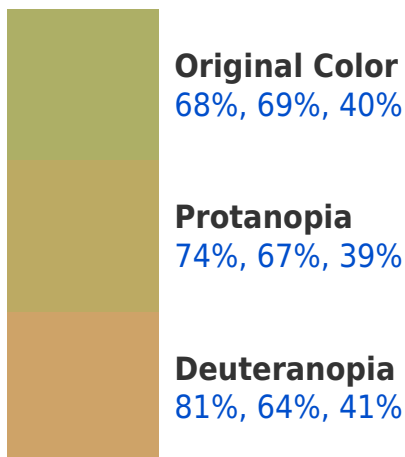 Original Color
68%, 69%, 40%
Protanopia
74%, 67%, 39%
Deuteranopia
81%, 64%, 41%